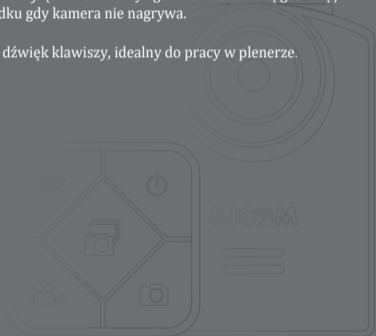 dku gdy kamera nie nagrywa.
dźwięk klawiszy, idealny do pracy w plenerze.
SJCAM